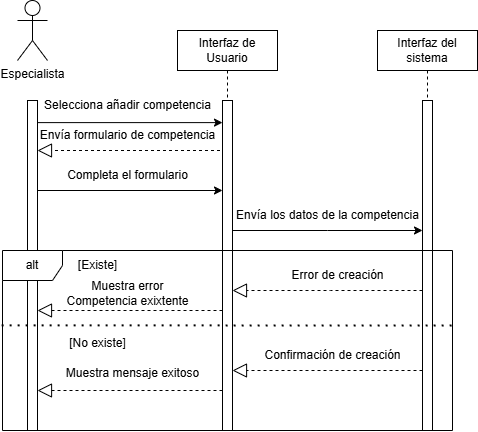 Especialista
Interfaz de
Usuario
Interfaz del
sistema
Selecciona añadir competencia
Envía formulario de competencia
Completa el formulario
Envía los datos de la competencia
alt
[Existe]
Error de creación
Muestra error
Competencia exixtente
[No existe]
Confirmación de creación
Muestra mensaje exitoso